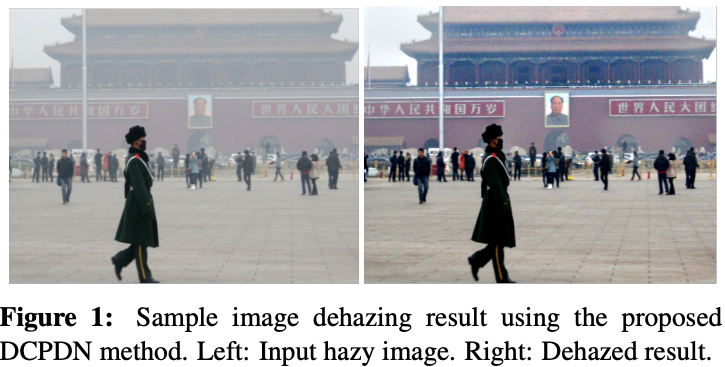 中华人民共和国万岁
世界人民大团结
中华人民共和国万岁
世界人民大团
Figure 1: Sample image dehazing result using the proposed
DCPDN method. Left: Input hazy image. Right: Dehazed result.